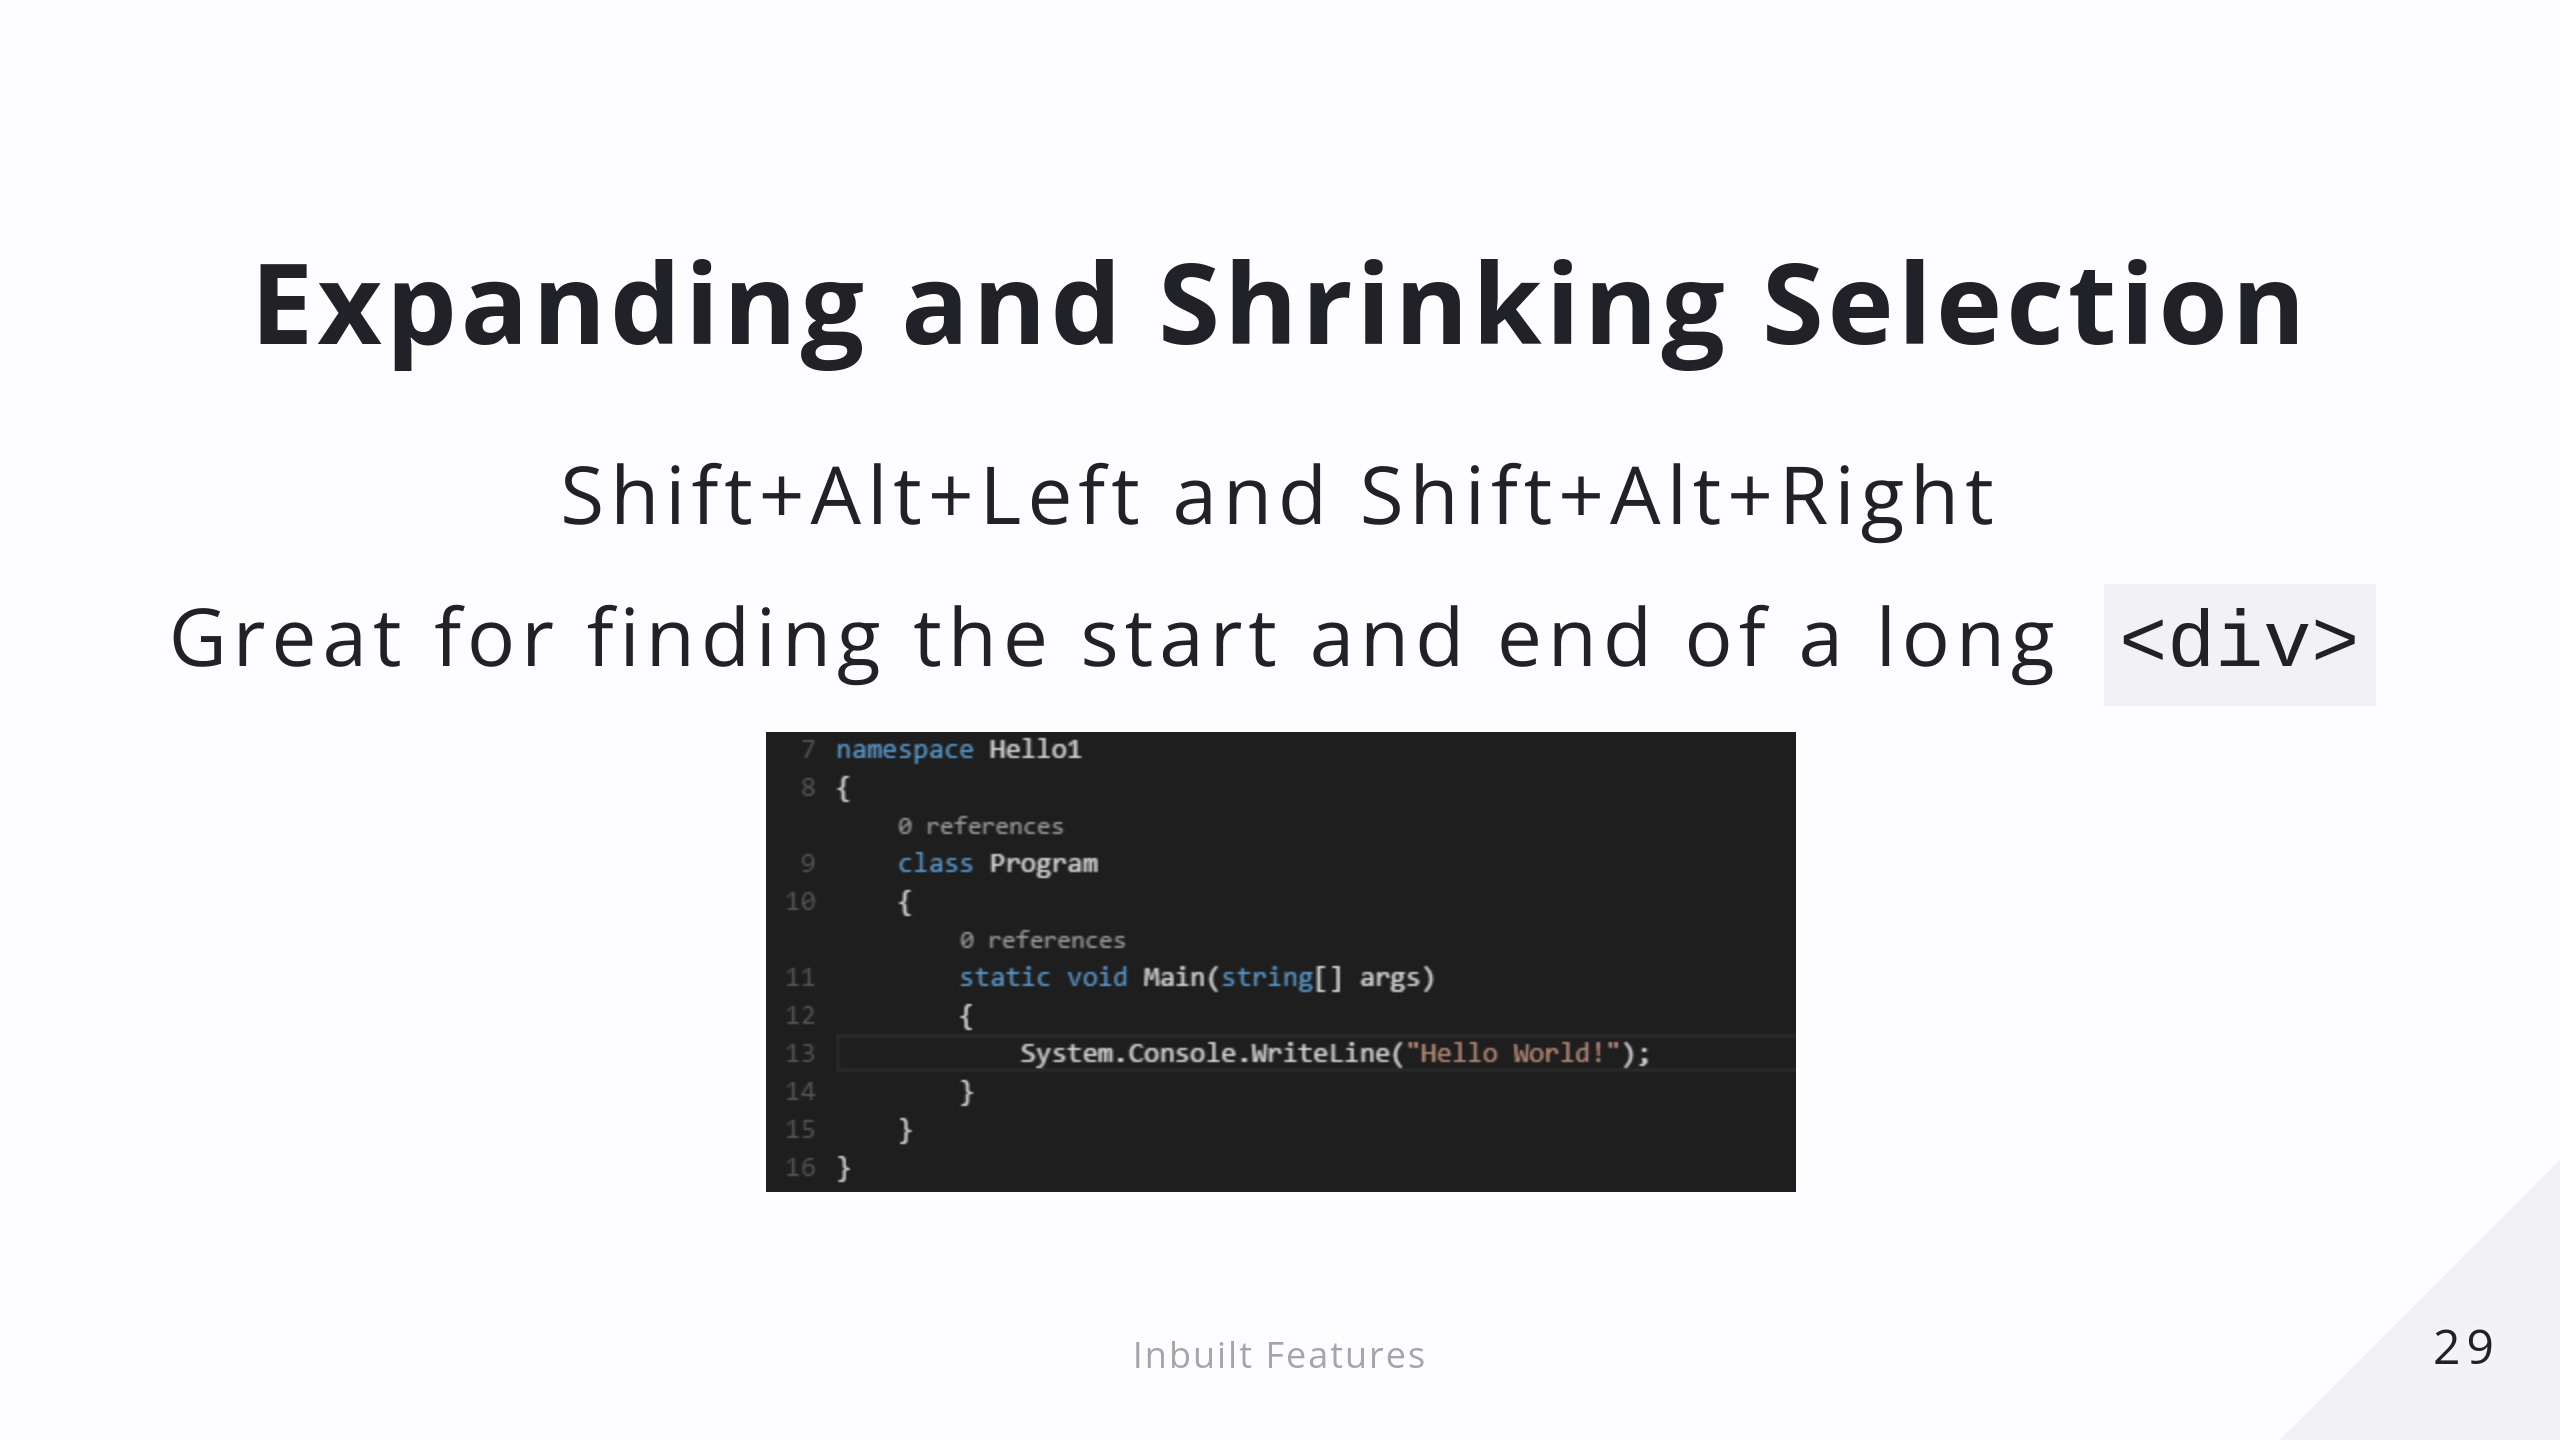 Expanding and Shrinking Selection
Shift+Alt+Left and Shift+Alt+Right
Great for finding the start and end of a long <div>
7 namespace Hello1
8 {
0 references
9 class Program
10 {
0 references
11 static void Main(string[] args)
12 {
13 System.Console.WriteLine("Hello World!");
14 }
15 }
16 }
Inbuilt Features
29